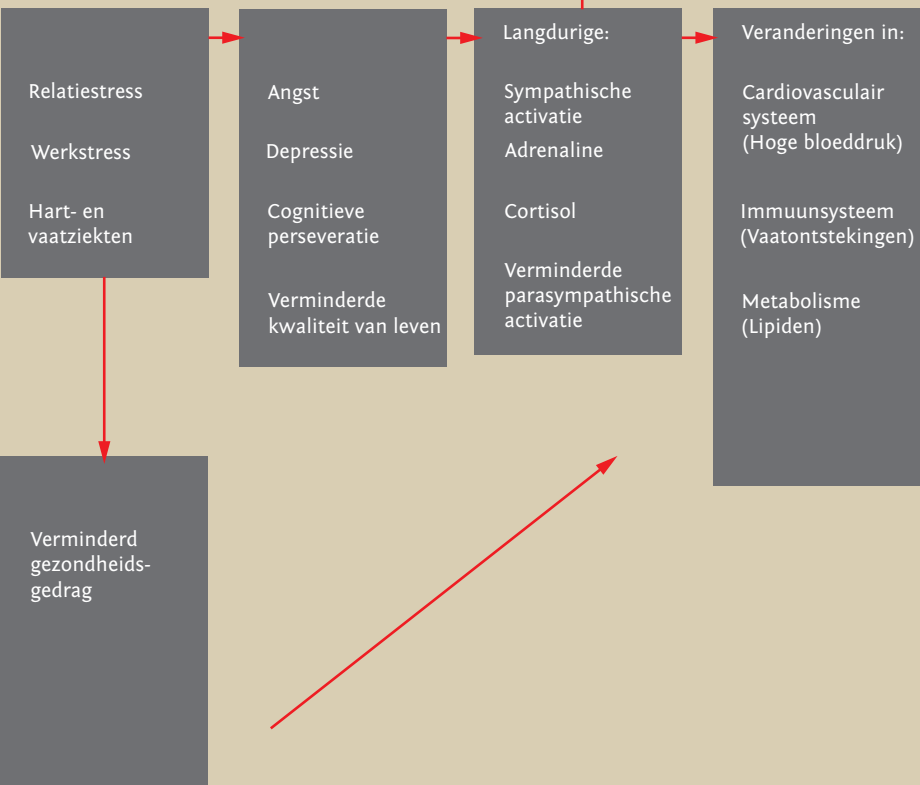 Relatiestress
Werkstress
Hart- en
vaatziekten
Angst
Depressie
Cognitieve
perseveratie
Verminderde
kwaliteit van leven
Langdurige:
Sympathische
activatie
Adrenaline
Cortisol
Verminderde
parasympathische
activatie
Veranderingen in:
Cardiovasculair
systeem
(Hoge bloeddruk)
Immuunsysteem
(Vaatontstekingen)
Metabolisme
(Lipiden)
Verminderd
gezondheids-
gedrag